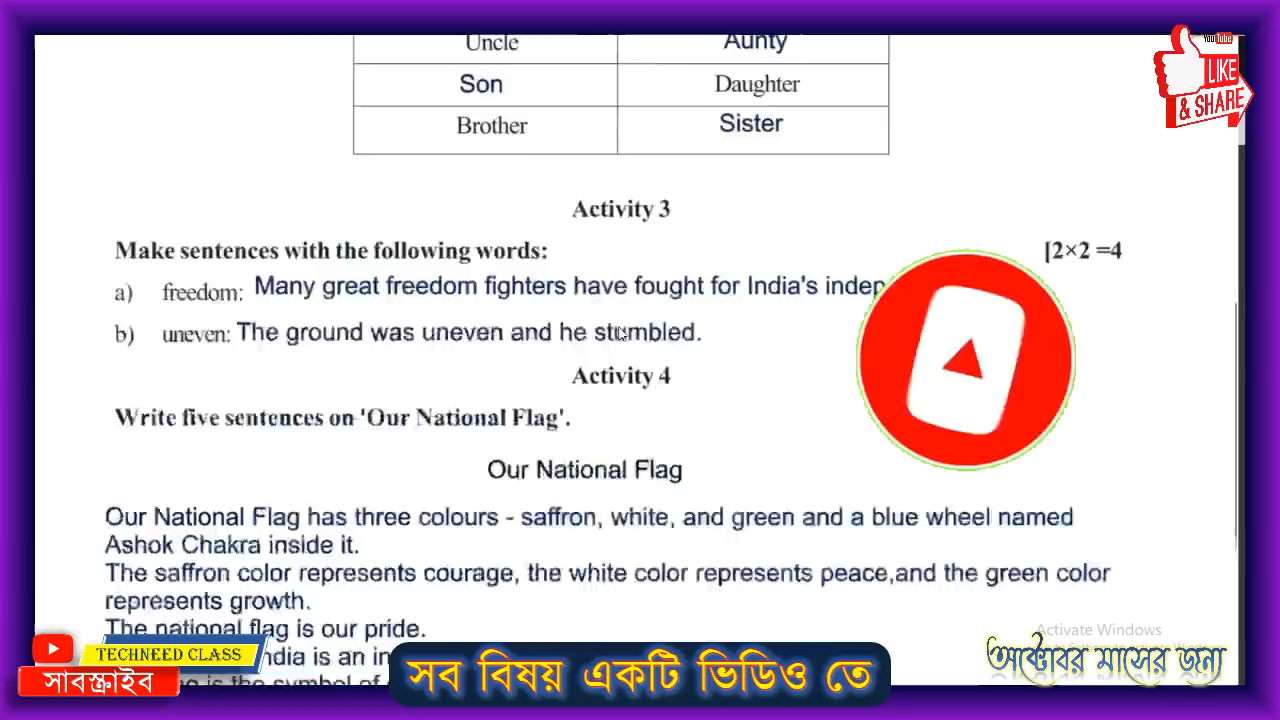 Uncle Aunty
YouTube
LIKE
& SHARE
Son Daughter
Brother Sister
Activity 3
Make sentences with the following words: [2×2 =4
a) freedom: Many great freedom fighters have fought for India's indep
b) uneven: The ground was uneven and he stumbled.
Activity 4
Write five sentences on 'Our National Flag'.
Our National Flag
Our National Flag has three colours - saffron, white, and green and a blue wheel named
Ashok Chakra inside it.
The saffron color represents courage, the white color represents peace,and the green color
represents growth.
The national flag is our pride.
Activate Windows
TECHNEED CLASS
ndia is an in
সাবস্ক্রাইব
is the symbol of
সব বিষয় একটি ভিডিও তে
অক্টোবর মাসের জন্য